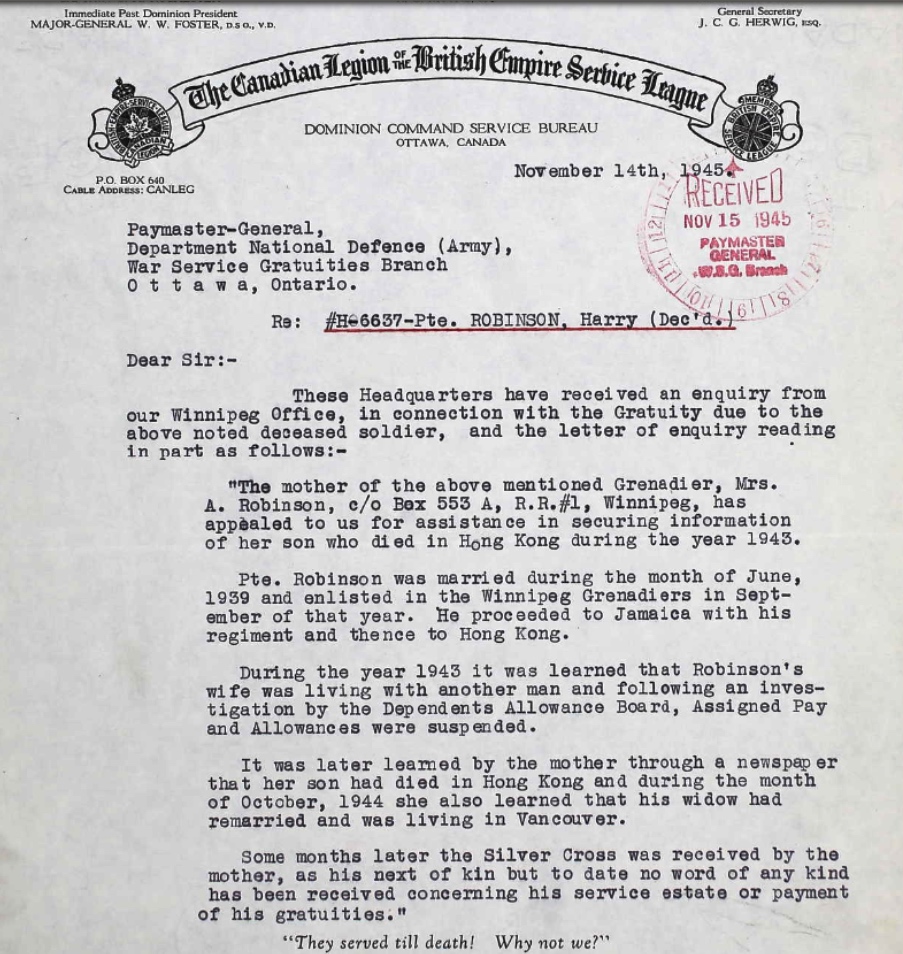 Immediate Past Dominion President
MAJOR-GENERAL W. W. FOSTER, D.S.O., V.D.
General Secretary
J. C. G. HERWIG, ESQ.
The Canadian Legion OF THE British Empire Service League
BRITISH EMPIRE SERVICE LEAGUE
CANADIAN LEGION
MEMBER
BRITISH EMPIRE
SERVICE LEAGUE
DOMINION COMMAND SERVICE BUREAU
OTTAWA, CANADA
P.O. BOX 640
CABLE ADDRESS: CANLEG
November 14th, 1945.
RECEIVED
NOV 15 1945
PAYMASTER
GENERAL
W.S.G. Branch
Paymaster-General,
Department National Defence (Army),
War Service Gratuities Branch
O t t a w a, Ontario.
Re: #H-6637-Pte. ROBINSON, Harry (Dec'd.)
Dear Sir:-
These Headquarters have received an enquiry from
our Winnipeg Office, in connection with the Gratuity due to the
above noted deceased soldier, and the letter of enquiry reading
in part as follows:-
"The mother of the above mentioned Grenadier, Mrs.
A. Robinson, c/o Box 553 A, R.R.#1, Winnipeg, has
appealed to us for assistance in securing information
of her son who died in Hong Kong during the year 1943.
Pte. Robinson was married during the month of June,
1939 and enlisted in the Winnipeg Grenadiers in Sept-
ember of that year. He proceeded to Jamaica with his
regiment and thence to Hong Kong.
During the year 1943 it was learned that Robinson's
wife was living with another man and following an inves-
tigation by the Dependents Allowance Board, Assigned Pay
and Allowances were suspended.
It was later learned by the mother through a newspaper
that her son had died in Hong Kong and during the month
of October, 1944 she also learned that his widow had
remarried and was living in Vancouver.
Some months later the Silver Cross was received by the
mother, as his next of kin but to date no word of any kind
has been received concerning his service estate or payment
of his gratuities."
"They served till death! Why not we?"